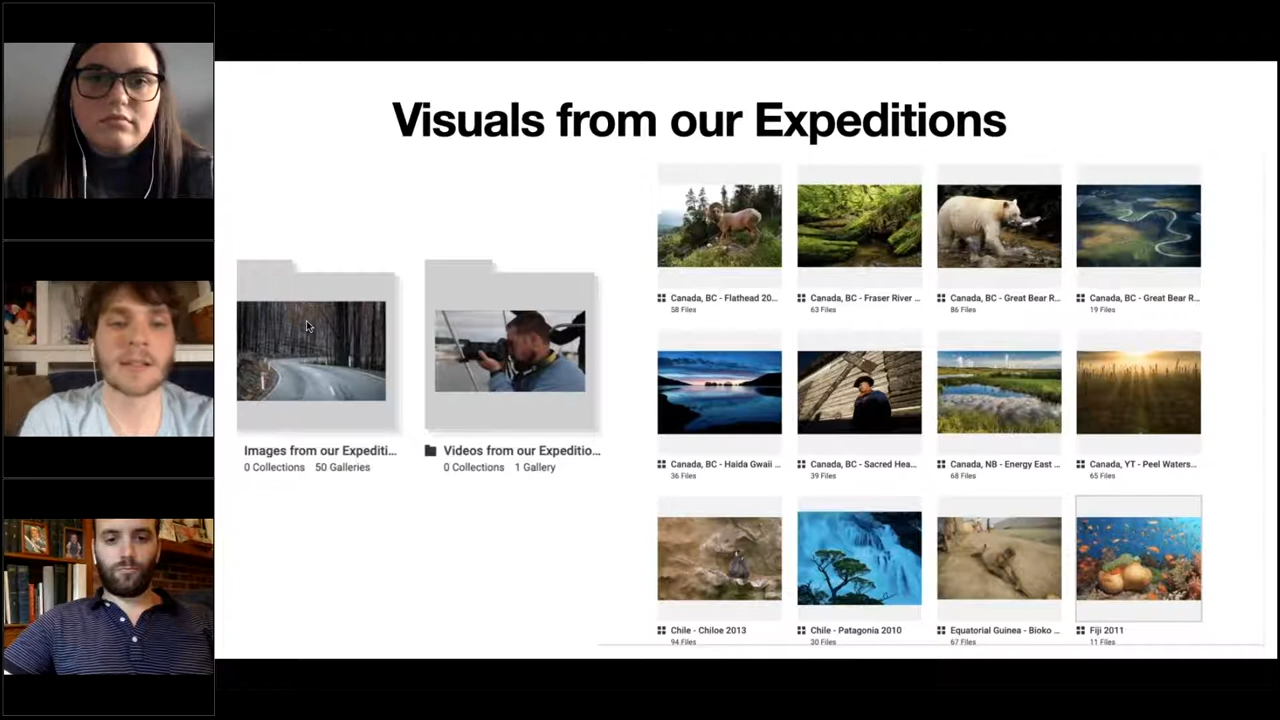 Visuals from our Expeditions
Images from our Expediti...
0 Collections 50 Galleries
Videos from our Expeditio...
0 Collections 1 Gallery
Canada, BC - Flathead 20...
58 Files
Canada, BC - Fraser River ...
63 Files
Canada, BC - Great Bear R...
86 Files
Canada, BC - Great Bear R...
19 Files
Canada, BC - Haida Gwaii ...
36 Files
Canada, BC - Sacred Hea...
39 Files
Canada, NB - Energy East ...
68 Files
Canada, YT - Peel Waters...
65 Files
Chile - Chiloe 2013
94 Files
Chile - Patagonia 2010
30 Files
Equatorial Guinea - Bioko ...
67 Files
Fiji 2011
11 Files